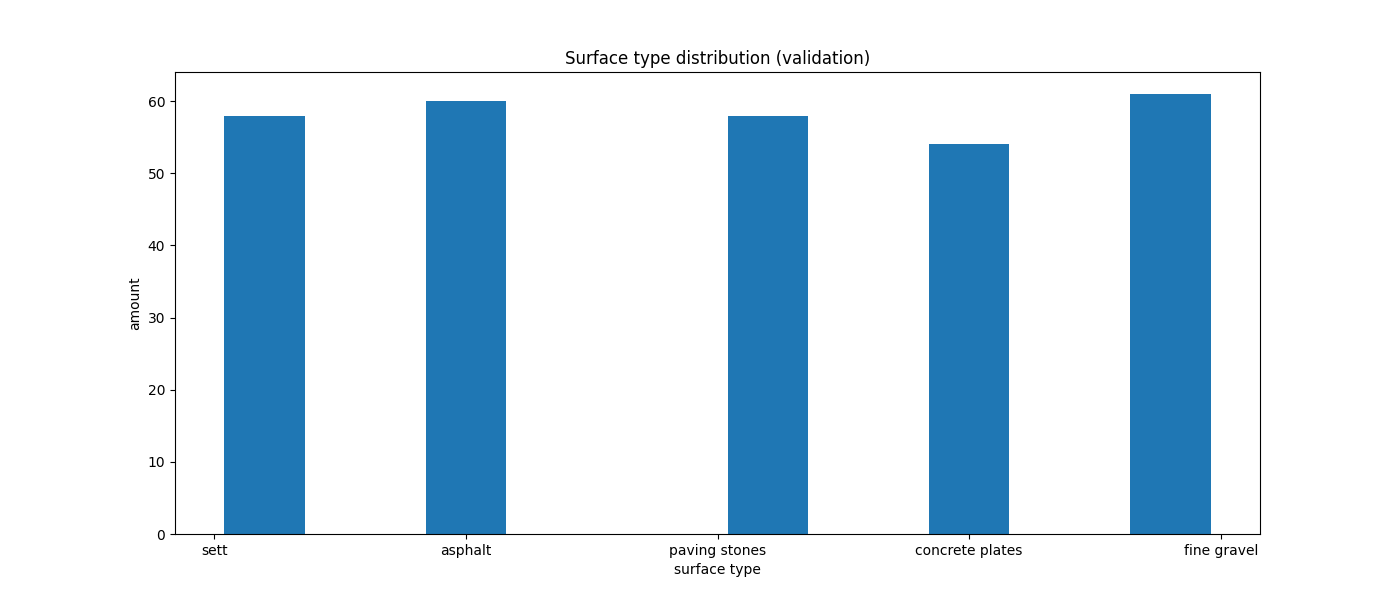 Surface type distribution (validation)
60
50
40
30
20
10
0
amount
sett asphalt paving stones concrete plates fine gravel
surface type